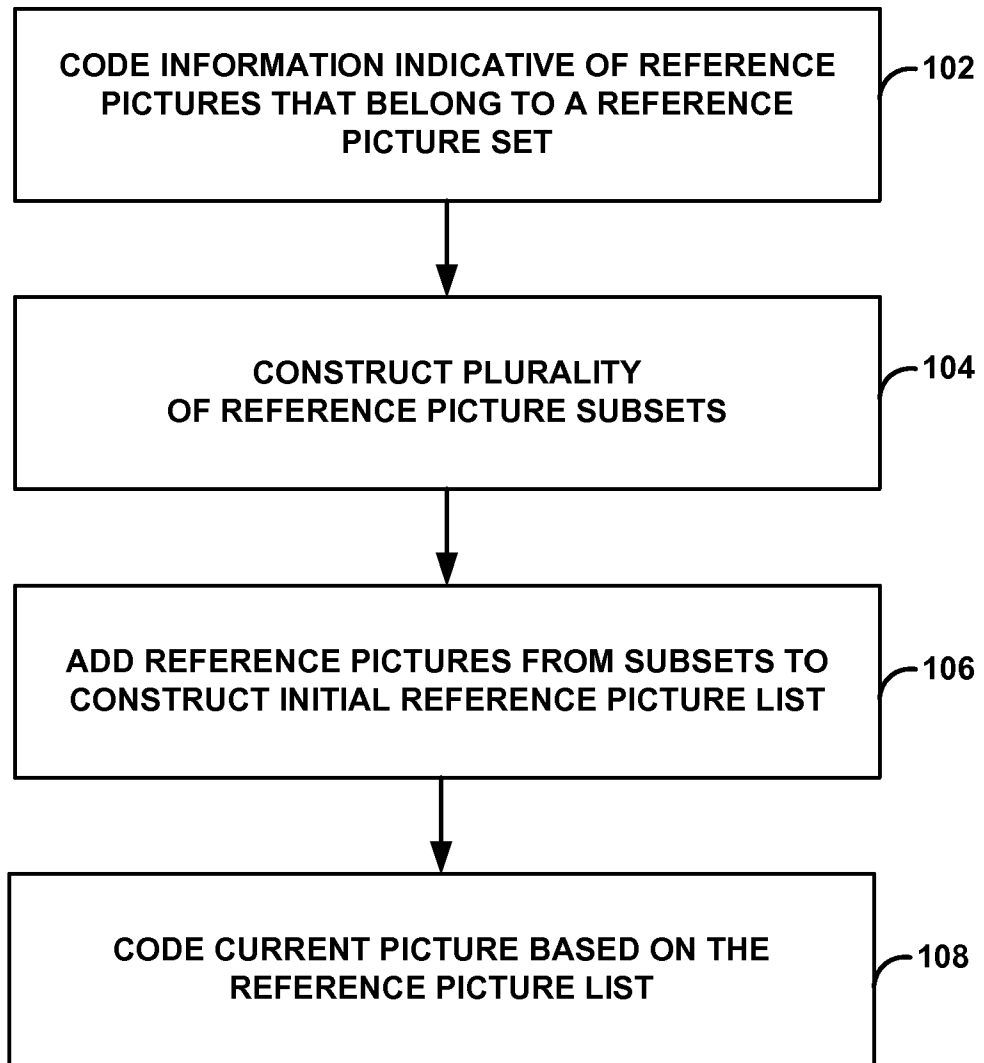 CODE INFORMATION INDICATIVE OF REFERENCE
PICTURES THAT BELONG TO A REFERENCE
PICTURE SET
102
CONSTRUCT PLURALITY
OF REFERENCE PICTURE SUBSETS
104
ADD REFERENCE PICTURES FROM SUBSETS TO
CONSTRUCT INITIAL REFERENCE PICTURE LIST
106
CODE CURRENT PICTURE BASED ON THE
REFERENCE PICTURE LIST
108